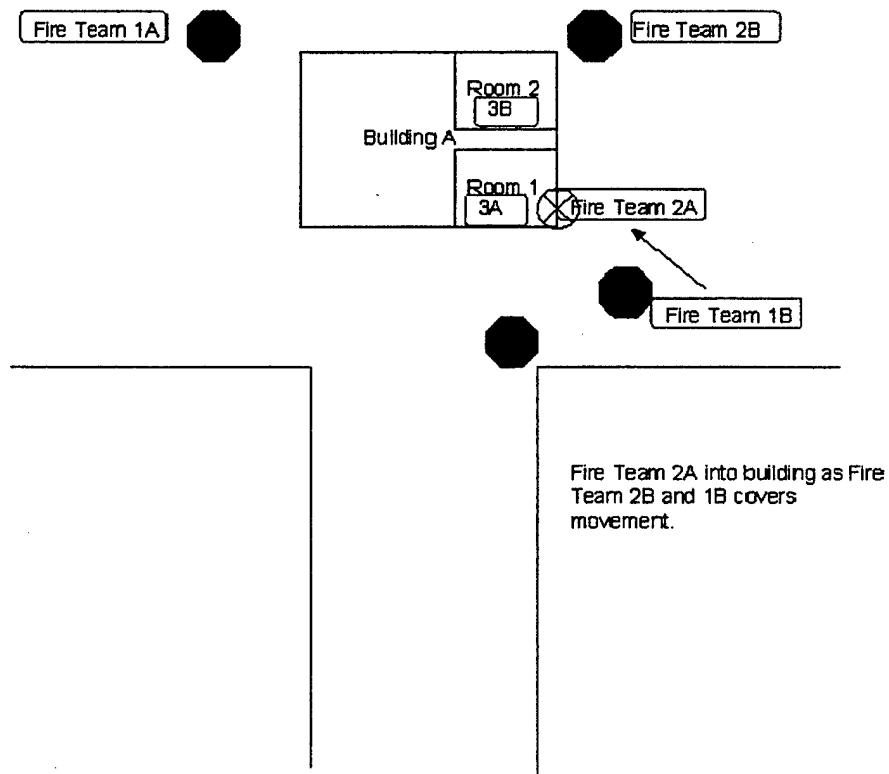 Fire Team 1A
Fire Team 2B
Room 2
3B
Building A
Room 1
3A
Fire Team 2A
Fire Team 1B
Fire Team 2A into building as Fire
Team 2B and 1B covers
movement.